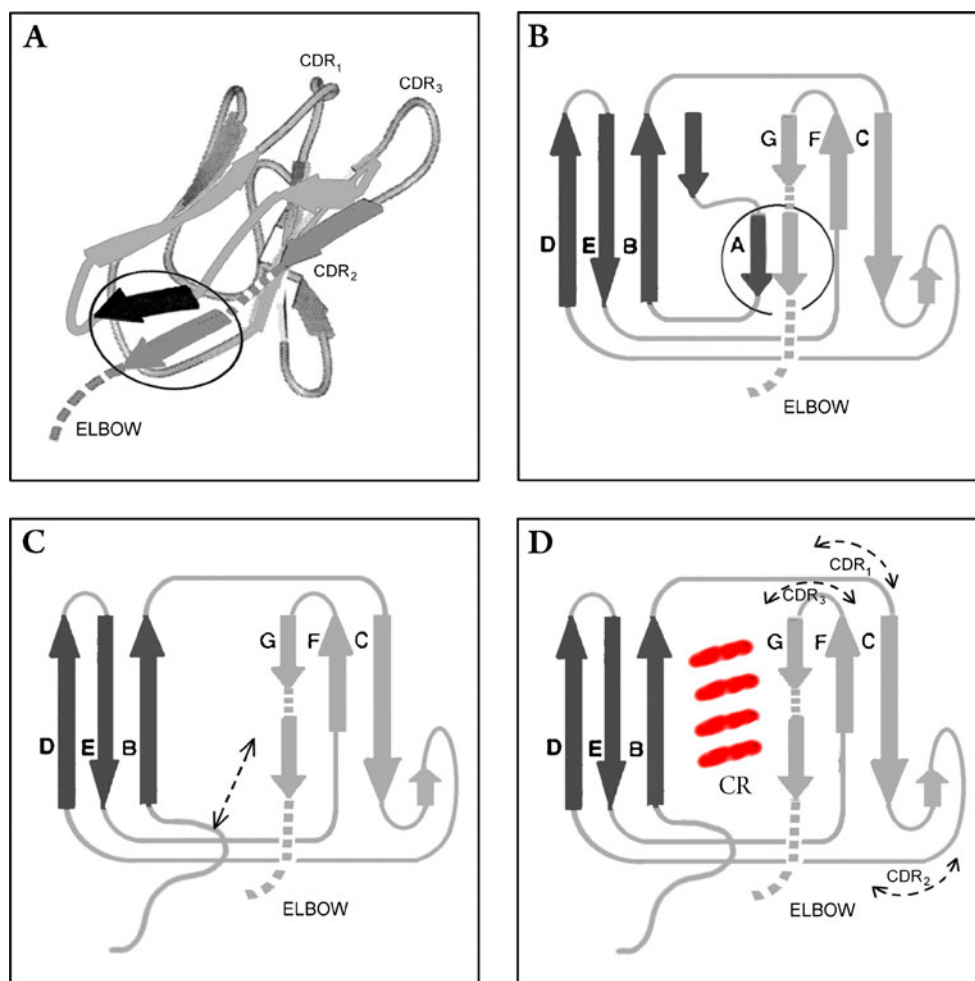 A
CDR₁
CDR₃
CDR₂
ELBOW
B
G F C
D E B A
ELBOW
C
G F C
D E B
ELBOW
D
CDR₁
CDR₃
G F C
D E B
CR
CDR₂
ELBOW